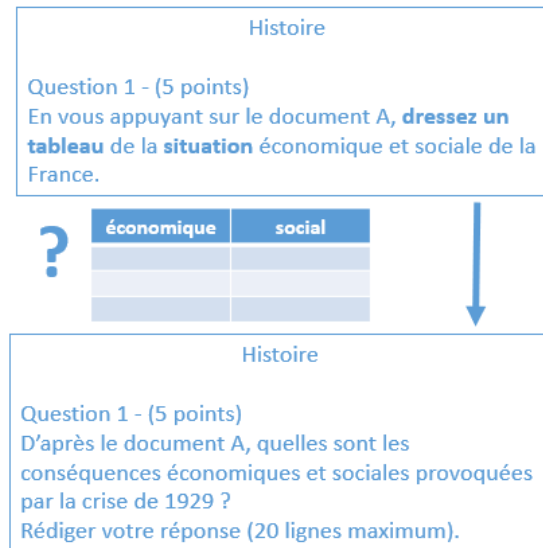 Histoire
Question 1 - (5 points)
En vous appuyant sur le document A, dressez un
tableau de la situation économique et sociale de la
France.
?
économique social
Histoire
Question 1 - (5 points)
D'après le document A, quelles sont les
conséquences économiques et sociales provoquées
par la crise de 1929 ?
Rédiger votre réponse (20 lignes maximum).